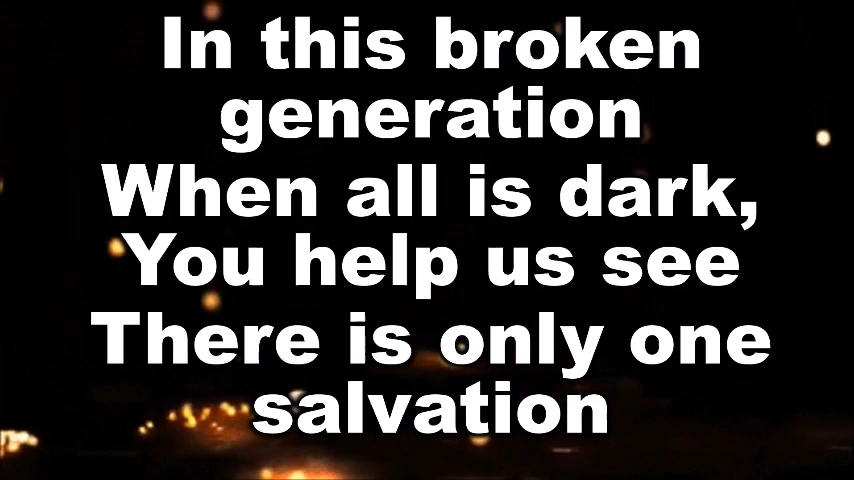 In this broken
generation
When all is dark,
You help us see
There is only one
salvation